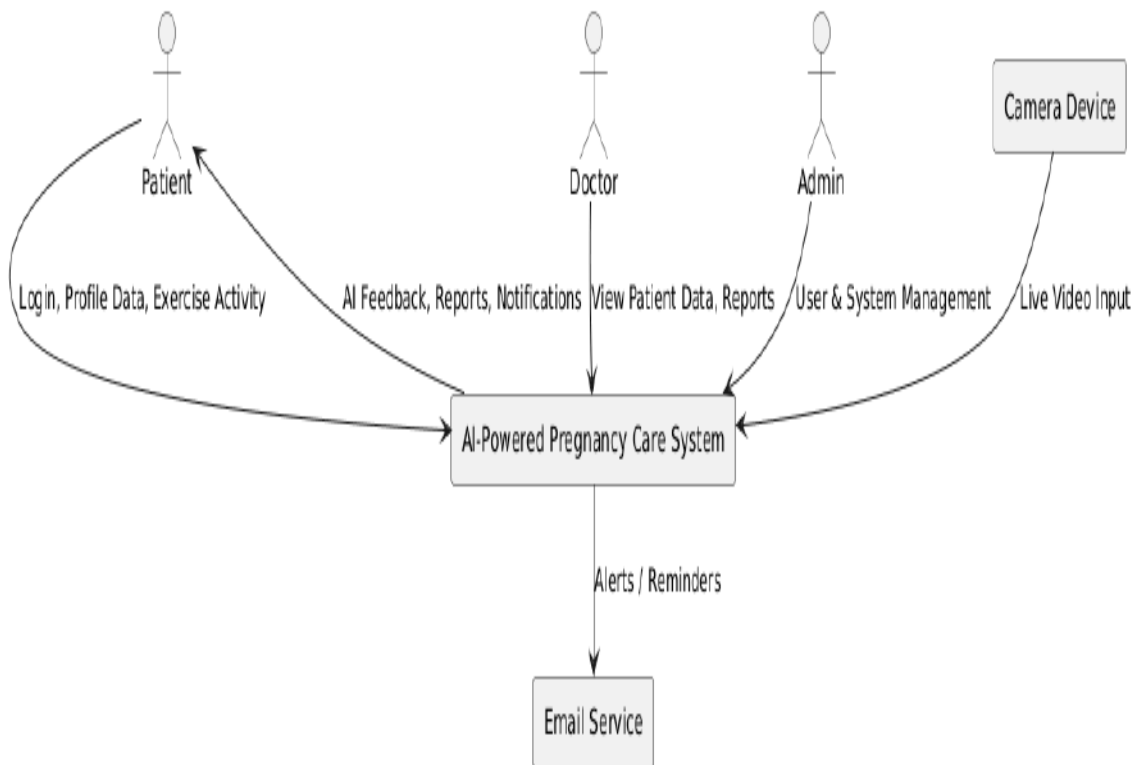 Camera Device
Patient
Doctor
Admin
Login, Profile Data, Exercise Activity
AI Feedback, Reports, Notifications
View Patient Data, Reports
User & System Management
Live Video Input
AI-Powered Pregnancy Care System
Alerts / Reminders
Email Service